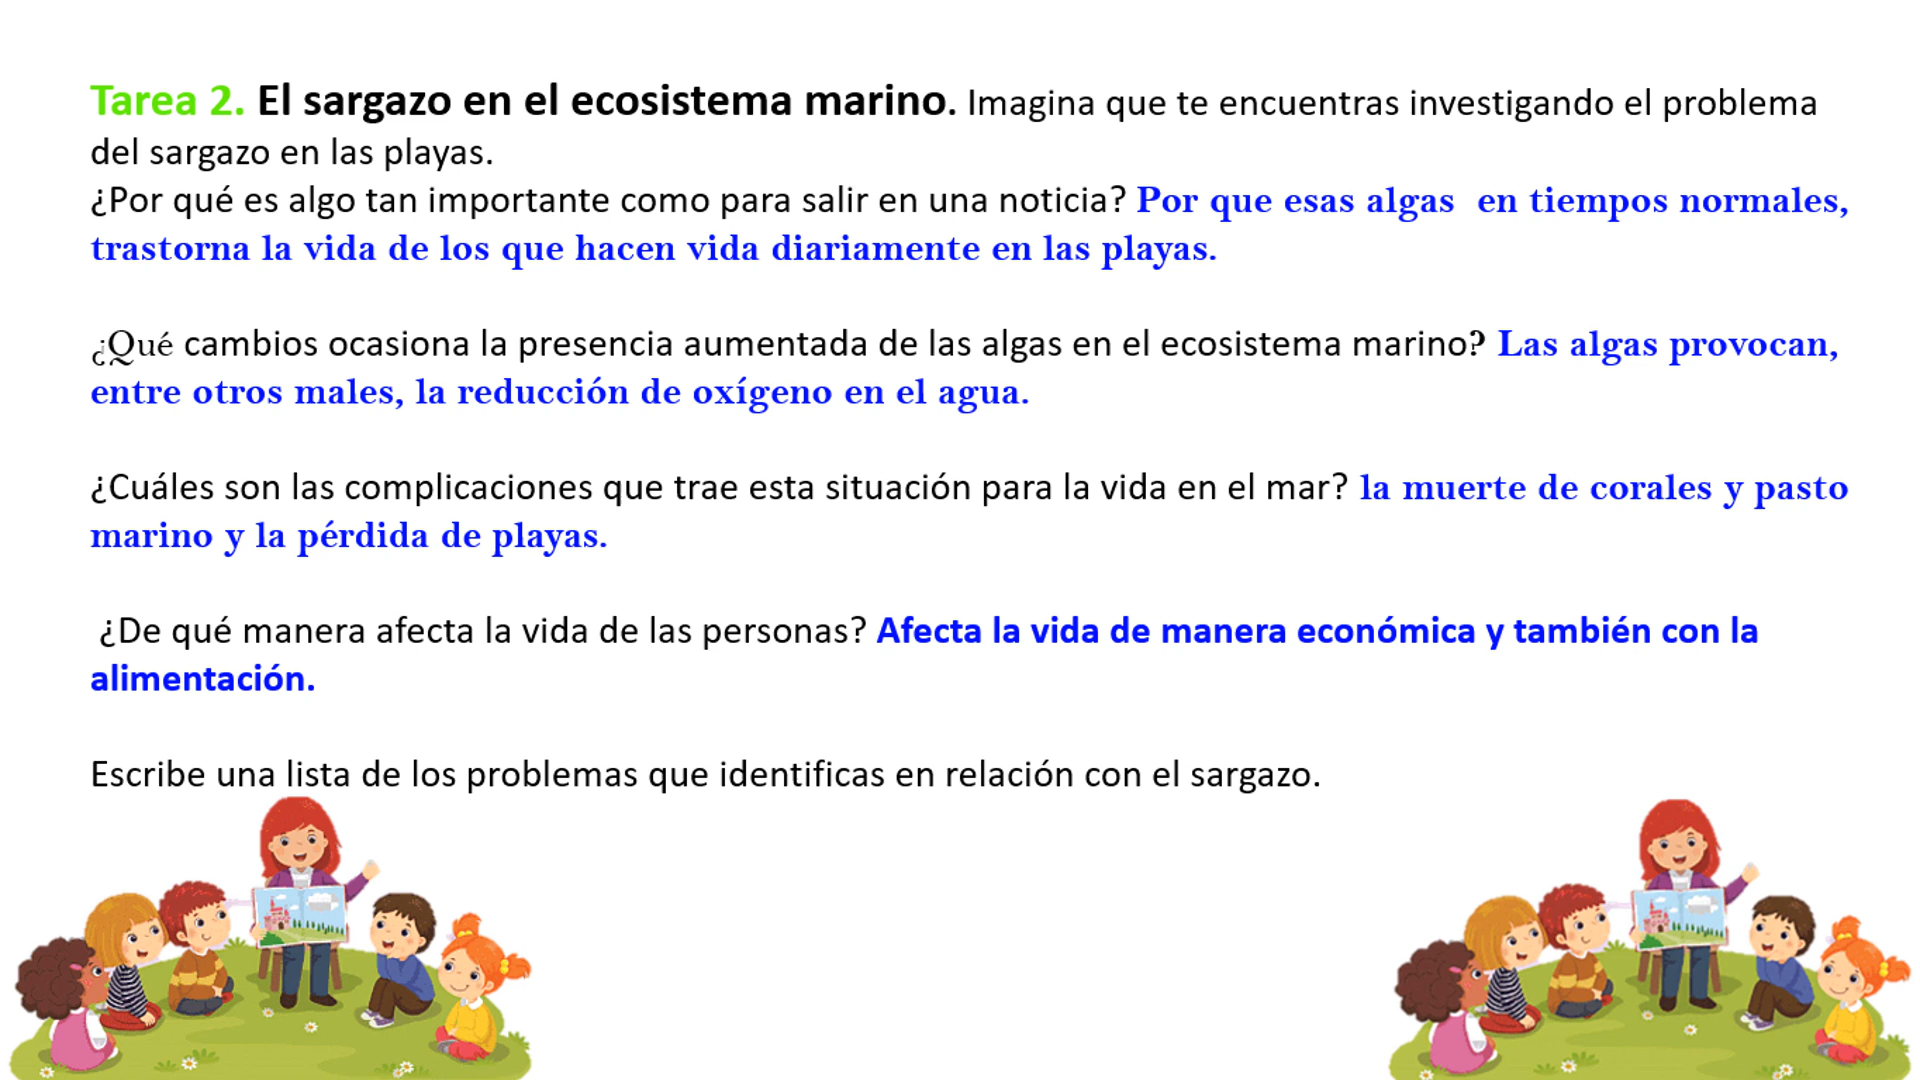 Tarea 2. El sargazo en el ecosistema marino. Imagina que te encuentras investigando el problema
del sargazo en las playas.
¿Por qué es algo tan importante como para salir en una noticia? Por que esas algas  en tiempos normales,
trastorna la vida de los que hacen vida diariamente en las playas.
¿Qué cambios ocasiona la presencia aumentada de las algas en el ecosistema marino? Las algas provocan,
entre otros males, la reducción de oxígeno en el agua.
¿Cuáles son las complicaciones que trae esta situación para la vida en el mar? la muerte de corales y pasto
marino y la pérdida de playas.
¿De qué manera afecta la vida de las personas? Afecta la vida de manera económica y también con la
alimentación.
Escribe una lista de los problemas que identificas en relación con el sargazo.